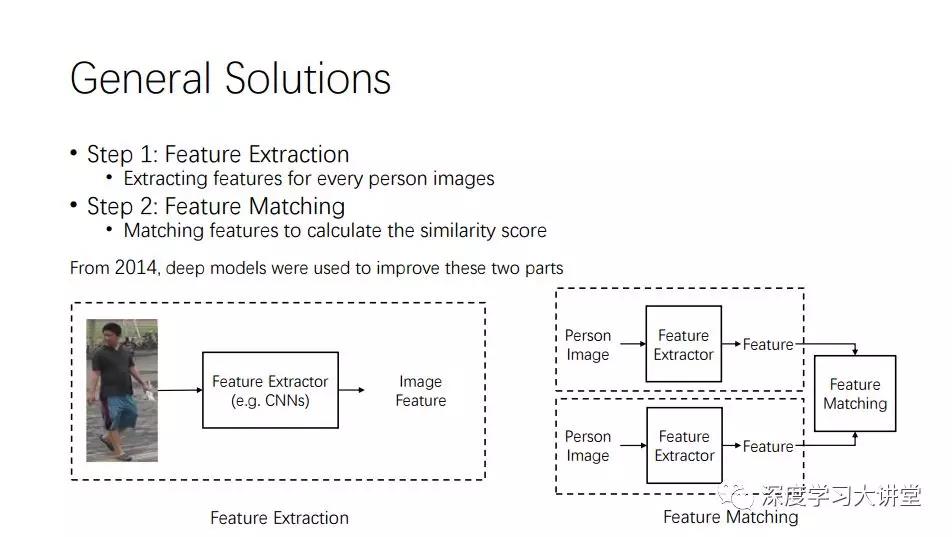 General Solutions
• Step 1: Feature Extraction
• Extracting features for every person images
• Step 2: Feature Matching
• Matching features to calculate the similarity score
From 2014, deep models were used to improve these two parts
Feature Extractor
(e.g. CNNs)
Image
Feature
Feature Extraction
Person
Image
Feature
Extractor
Feature
Person
Image
Feature
Extractor
Feature
Feature
Matching
Feature Matching
深度学习大讲堂